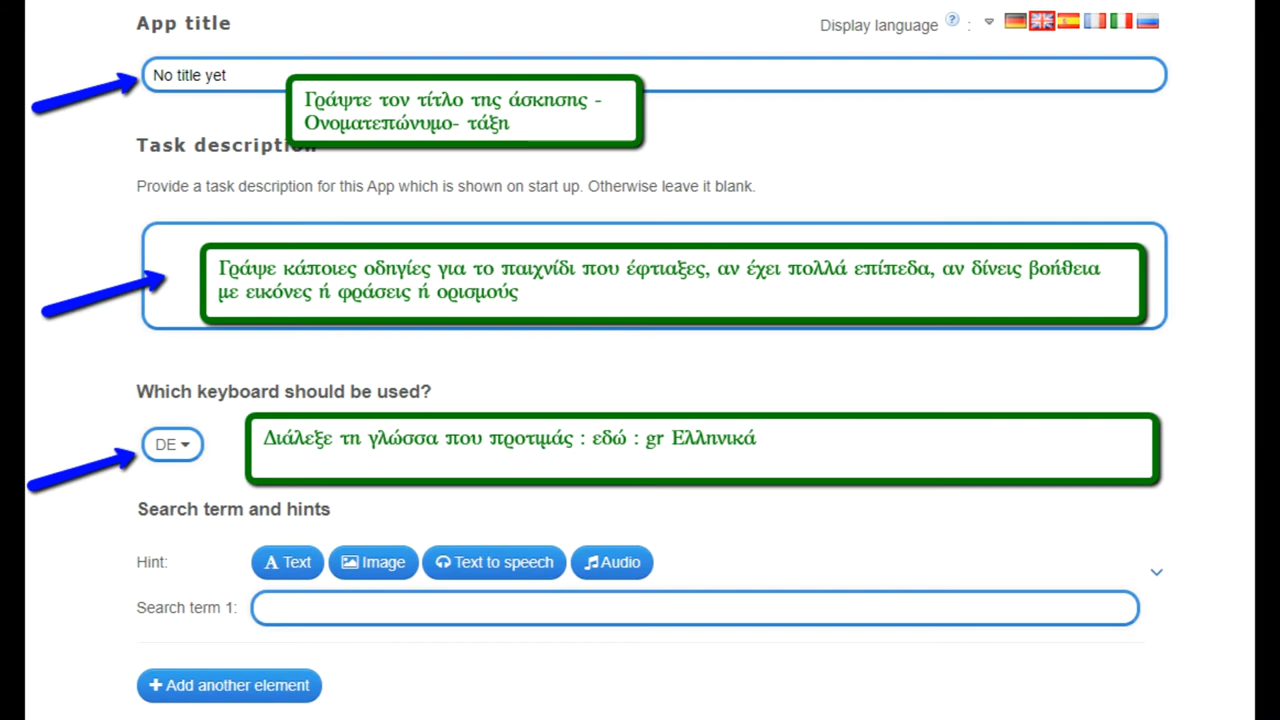 App title
Display language ? :
No title yet
Γράψτε τον τίτλο της άσκησης -
Ονοματεπώνυμο- τάξη
Task description
Provide a task description for this App which is shown on start up. Otherwise leave it blank.
Γράψε κάποιες οδηγίες για το παιχνίδι που έφτιαξες, αν έχει πολλά επίπεδα, αν δίνεις βοήθεια
με εικόνες ή φράσεις ή ορισμούς
Which keyboard should be used?
DE
Διάλεξε τη γλώσσα που προτιμάς : εδώ : gr Ελληνικά
Search term and hints
Hint: A Text Image Text to speech Audio
Search term 1:
+ Add another element